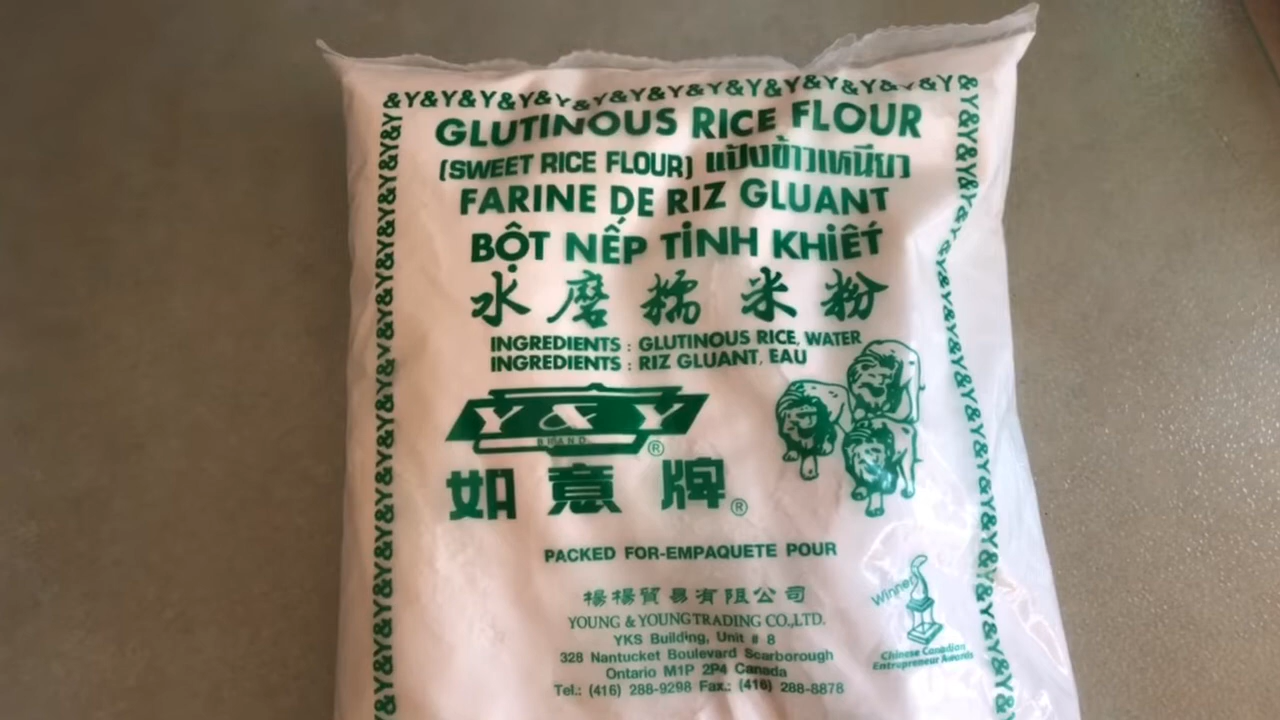 &Y&Y&Y&Y&Y&Y&Y&Y&Y&Y&Y&Y&Y
GLUTINOUS RICE FLOUR
(SWEET RICE FLOUR) แป้งข้าวเหนียว
FARINE DE RIZ GLUANT
BỘT NẾP TINH KHIẾT
水磨糯米粉
INGREDIENTS : GLUTINOUS RICE, WATER
INGREDIENTS : RIZ GLUANT, EAU
Y & Y
BRAND
®
如意牌®
PACKED FOR-EMPAQUETE POUR
楊楊貿易有限公司
YOUNG & YOUNG TRADING CO.,LTD.
YKS Building, Unit # 8
328 Nantucket Boulevard Scarborough
Ontario M1P 2P4 Canada
Tel.: (416) 288-9298 Fax.: (416) 288-8878
Winner
Chinese Canadian
Entrepreneur Awards